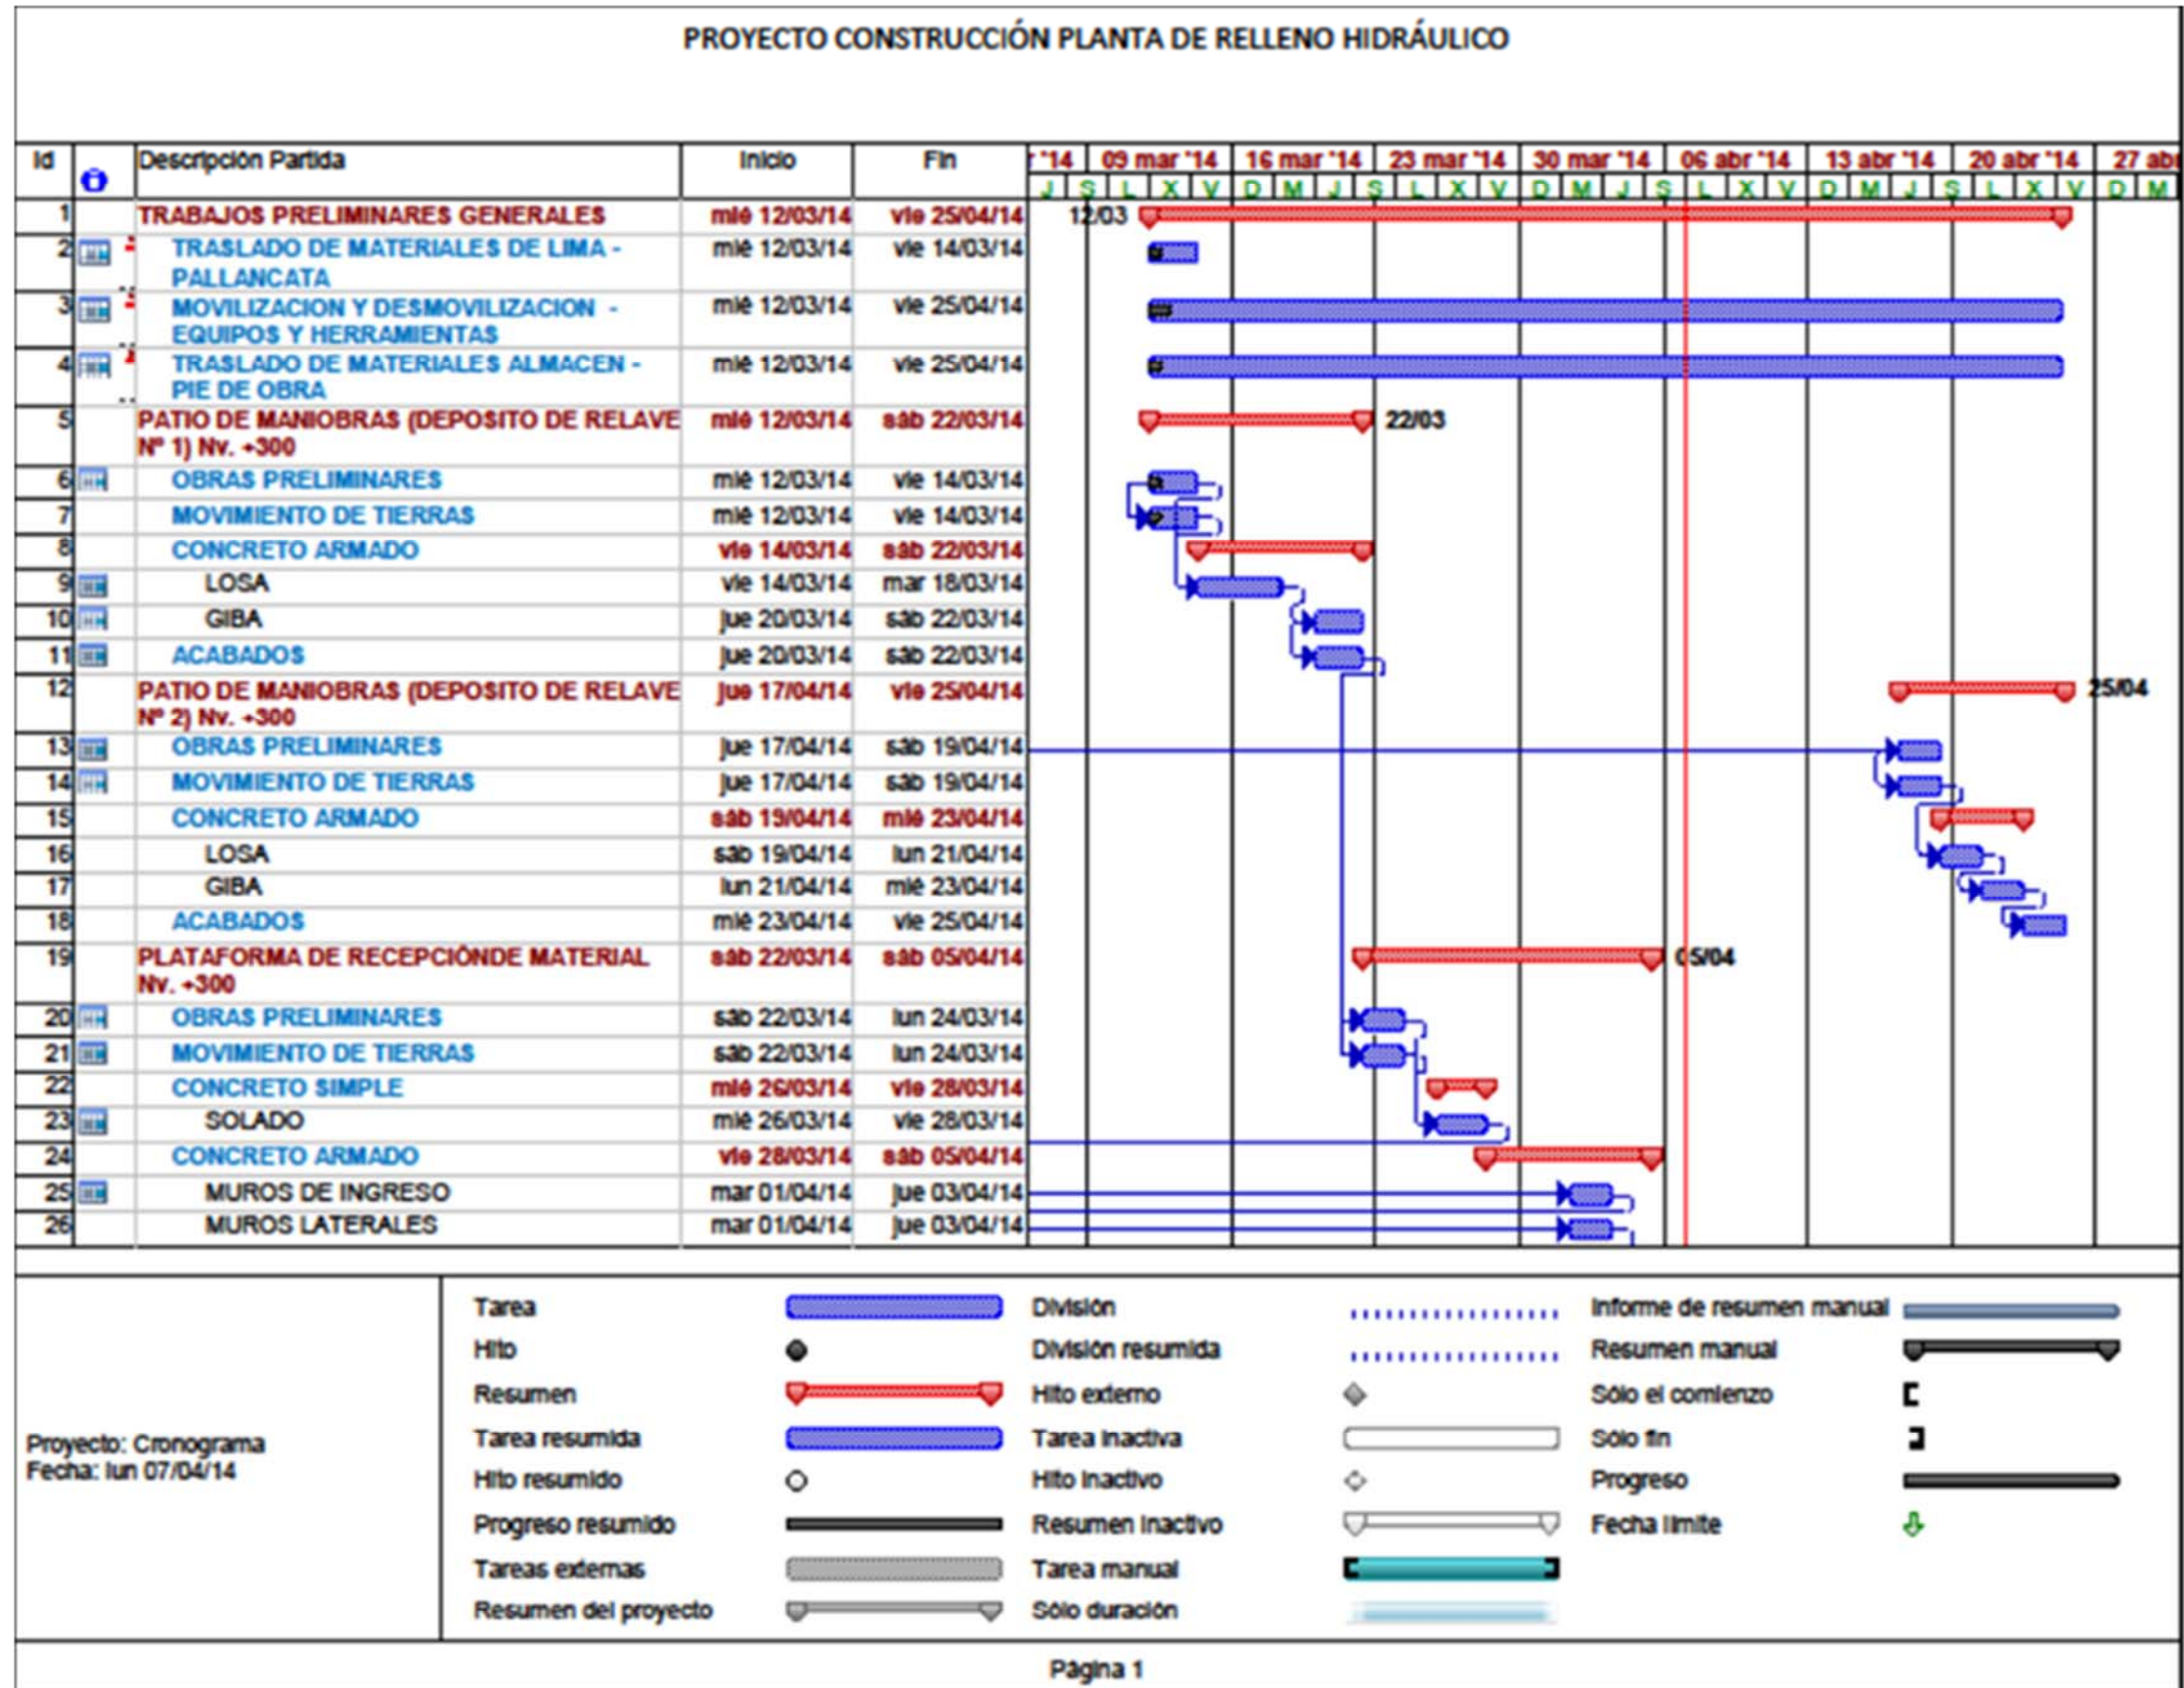 PROYECTO CONSTRUCCIÓN PLANTA DE RELLENO HIDRÁULICO
Id Descripción Partida Inicio Fin r '14 09 mar '14 16 mar '14 23 mar '14 30 mar '14 06 abr '14 13 abr '14 20 abr '14 27 abr
J S L X V D M J S L X V D M J S L X V D M J S L X V D M
1 TRABAJOS PRELIMINARES GENERALES mié 12/03/14 vie 25/04/14 12/03
2 TRASLADO DE MATERIALES DE LIMA - mié 12/03/14 vie 14/03/14
PALLANCATA
3 MOVILIZACION Y DESMOVILIZACION - mié 12/03/14 vie 25/04/14
EQUIPOS Y HERRAMIENTAS
4 TRASLADO DE MATERIALES ALMACEN - mié 12/03/14 vie 25/04/14
PIE DE OBRA
5 PATIO DE MANIOBRAS (DEPOSITO DE RELAVE mié 12/03/14 sáb 22/03/14 22/03
Nº 1) Nv. +300
6 OBRAS PRELIMINARES mié 12/03/14 vie 14/03/14
7 MOVIMIENTO DE TIERRAS mié 12/03/14 vie 14/03/14
8 CONCRETO ARMADO vie 14/03/14 sáb 22/03/14
9 LOSA vie 14/03/14 mar 18/03/14
10 GIBA jue 20/03/14 sáb 22/03/14
11 ACABADOS jue 20/03/14 sáb 22/03/14
12 PATIO DE MANIOBRAS (DEPOSITO DE RELAVE jue 17/04/14 vie 25/04/14 25/04
Nº 2) Nv. +300
13 OBRAS PRELIMINARES jue 17/04/14 sáb 19/04/14
14 MOVIMIENTO DE TIERRAS jue 17/04/14 sáb 19/04/14
15 CONCRETO ARMADO sáb 19/04/14 mié 23/04/14
16 LOSA sáb 19/04/14 lun 21/04/14
17 GIBA lun 21/04/14 mié 23/04/14
18 ACABADOS mié 23/04/14 vie 25/04/14
19 PLATAFORMA DE RECEPCIÓNDE MATERIAL sáb 22/03/14 sáb 05/04/14 05/04
Nv. +300
20 OBRAS PRELIMINARES sáb 22/03/14 lun 24/03/14
21 MOVIMIENTO DE TIERRAS sáb 22/03/14 lun 24/03/14
22 CONCRETO SIMPLE mié 26/03/14 vie 28/03/14
23 SOLADO mié 26/03/14 vie 28/03/14
24 CONCRETO ARMADO vie 28/03/14 sáb 05/04/14
25 MUROS DE INGRESO mar 01/04/14 jue 03/04/14
26 MUROS LATERALES mar 01/04/14 jue 03/04/14
Proyecto: Cronograma
Fecha: lun 07/04/14
Tarea División Informe de resumen manual
Hito División resumida Resumen manual
Resumen Hito externo Sólo el comienzo
Tarea resumida Tarea inactiva Sólo fin
Hito resumido Hito inactivo Progreso
Progreso resumido Resumen inactivo Fecha límite
Tareas externas Tarea manual
Resumen del proyecto Sólo duración
Página 1